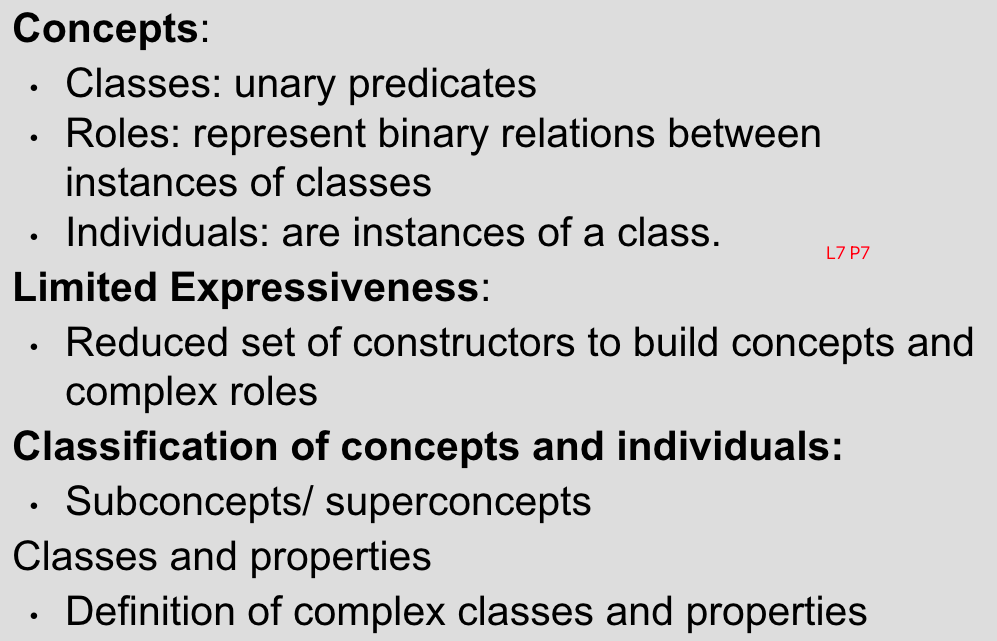 Concepts:
• Classes: unary predicates
• Roles: represent binary relations between
instances of classes
• Individuals: are instances of a class.
L7 P7
Limited Expressiveness:
• Reduced set of constructors to build concepts and
complex roles
Classification of concepts and individuals:
• Subconcepts/ superconcepts
Classes and properties
• Definition of complex classes and properties